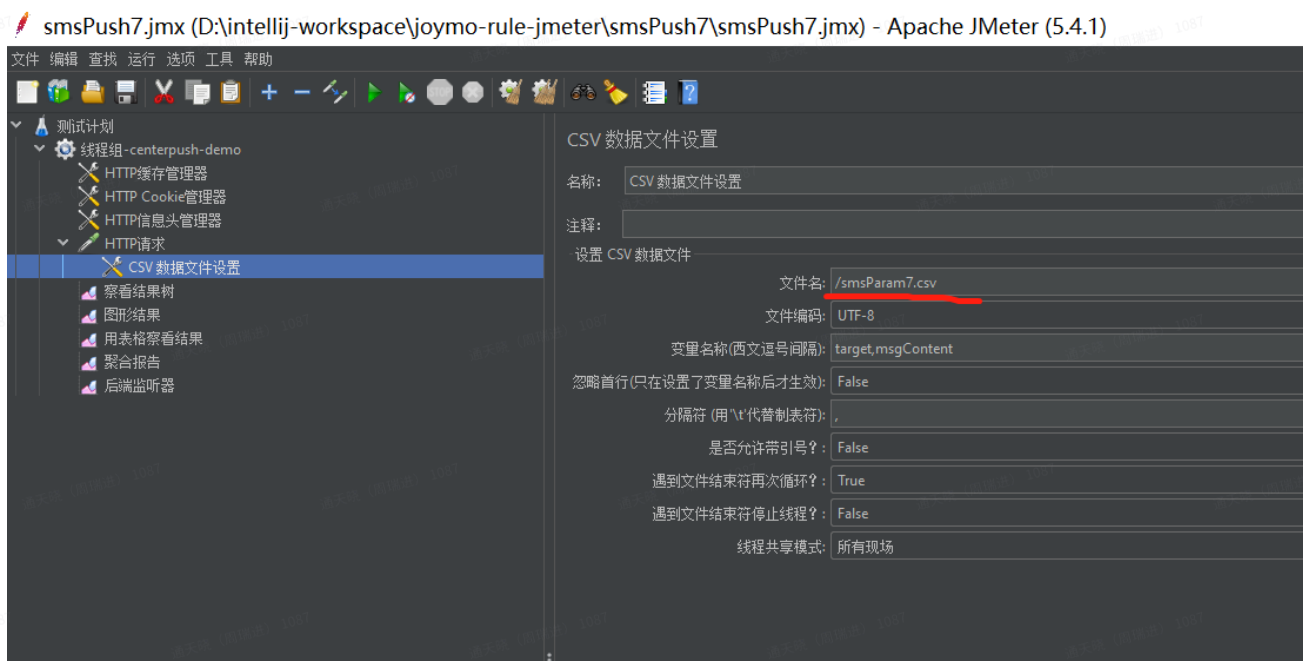 smsPush7.jmx (D:\intellij-workspace\joymo-rule-jmeter\smsPush7\smsPush7.jmx) - Apache JMeter (5.4.1)
文件 编辑 查找 运行 选项 工具 帮助
测试计划
线程组-centerpush-demo
HTTP缓存管理器
HTTP Cookie管理器
HTTP信息头管理器
HTTP请求
CSV 数据文件设置
察看结果树
图形结果
用表格察看结果
聚合报告
后端监听器
CSV 数据文件设置
名称: CSV 数据文件设置
注释:
设置 CSV 数据文件
文件名: /smsParam7.csv
文件编码: UTF-8
变量名称(西文逗号间隔): target,msgContent
忽略首行(只在设置了变量名称后才生效): False
分隔符 (用'\t'代替制表符): ,
是否允许带引号?: False
遇到文件结束符再次循环?: True
遇到文件结束符停止线程?: False
线程共享模式: 所有现场